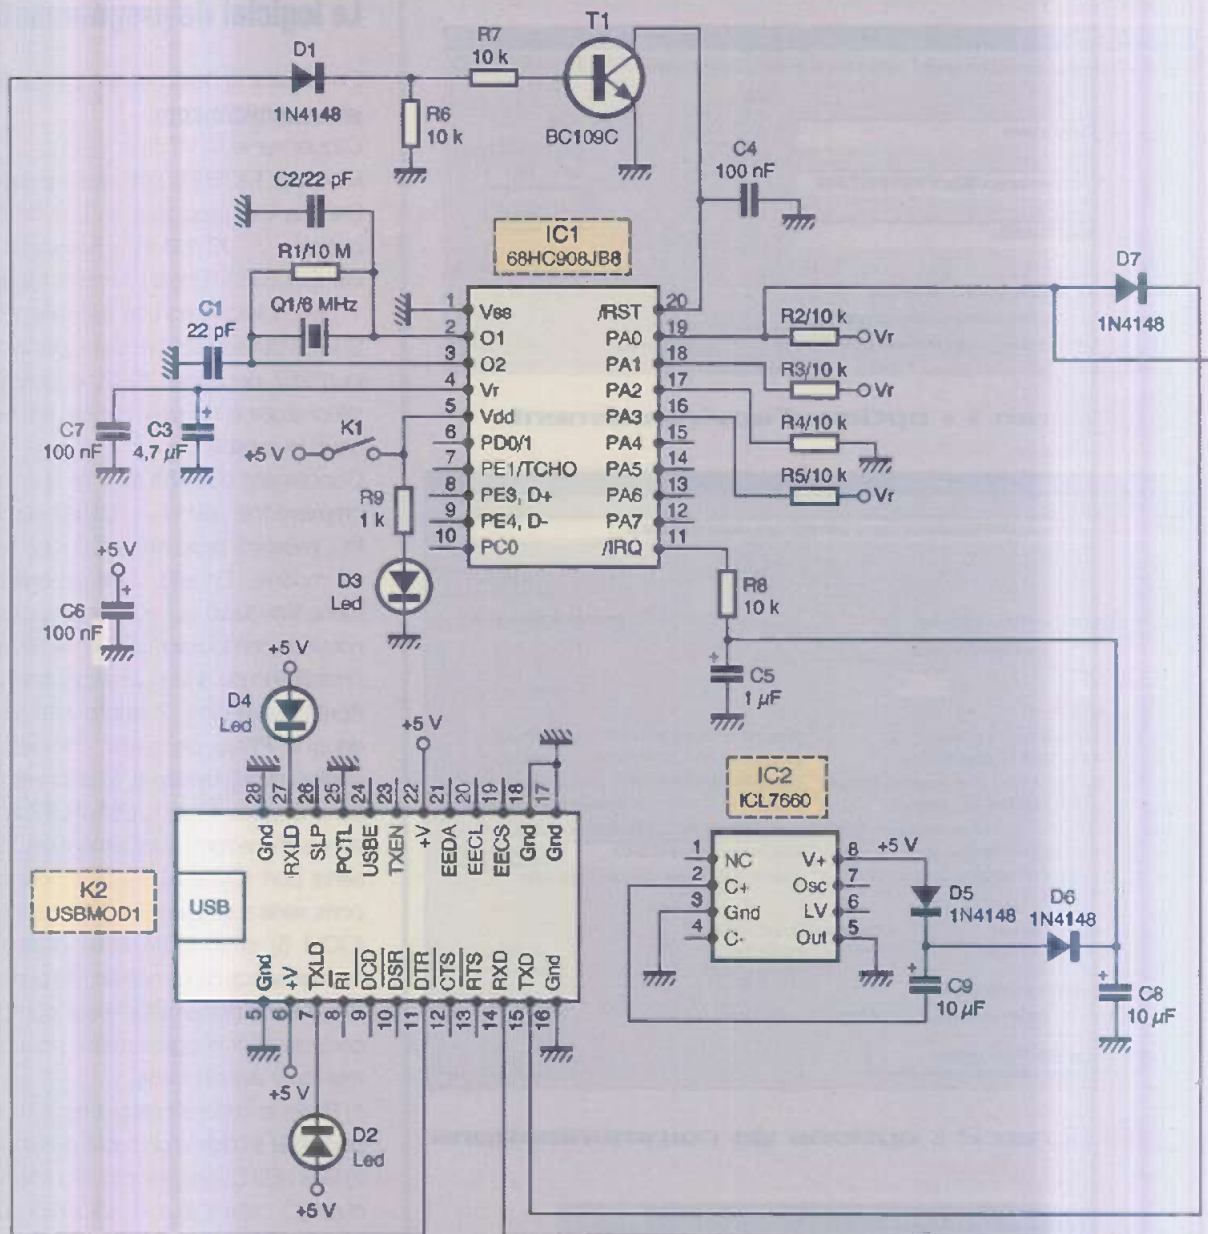 Le logiciel de
T1
R7
10 k
D1
1N4148
R6
10 k
BC109C
C4
100 nF
C2/22 pF
R1/10 M
C1
22 pF
Q1/6 MHz
IC1
68HC908JB8
1 Vss
2 O1
3 O2
4 Vr
5 Vdd
6 PD0/1
7 PE1/TCHO
8 PE3, D+
9 PE4, D-
10 PC0
/RST 20
PA0 19
PA1 18
PA2 17
PA3 16
PA4 15
PA5 14
PA6 13
PA7 12
/IRQ 11
D7
1N4148
R2/10 k Vr
R3/10 k Vr
R4/10 k
R5/10 k Vr
C7
100 nF
C3
4,7 µF
K1
+5 V
R9
1 k
D3
Led
+5 V
C6
100 nF
R8
10 k
C5
1 µF
+5 V
D4
Led
+5 V
28 27 26 25 24 23 22 21 20 19 18 17
Gnd RXLD SLP PCTL USBE TXEN +V EEDA EECL EECS Gnd Gnd
K2
USBMOD1
USB
Gnd +V TXLD RI DCD DSR DTR CTS RTS RXD TXD Gnd
5 6 7 8 9 10 11 12 13 14 15 16
+5 V
D2
Led
+5 V
IC2
ICL7660
1 NC
2 C+
3 Gnd
4 C-
V+ 8
Osc 7
LV 6
Out 5
+5 V
D5
1N4148
D6
1N4148
C9
10 µF
C8
10 µF